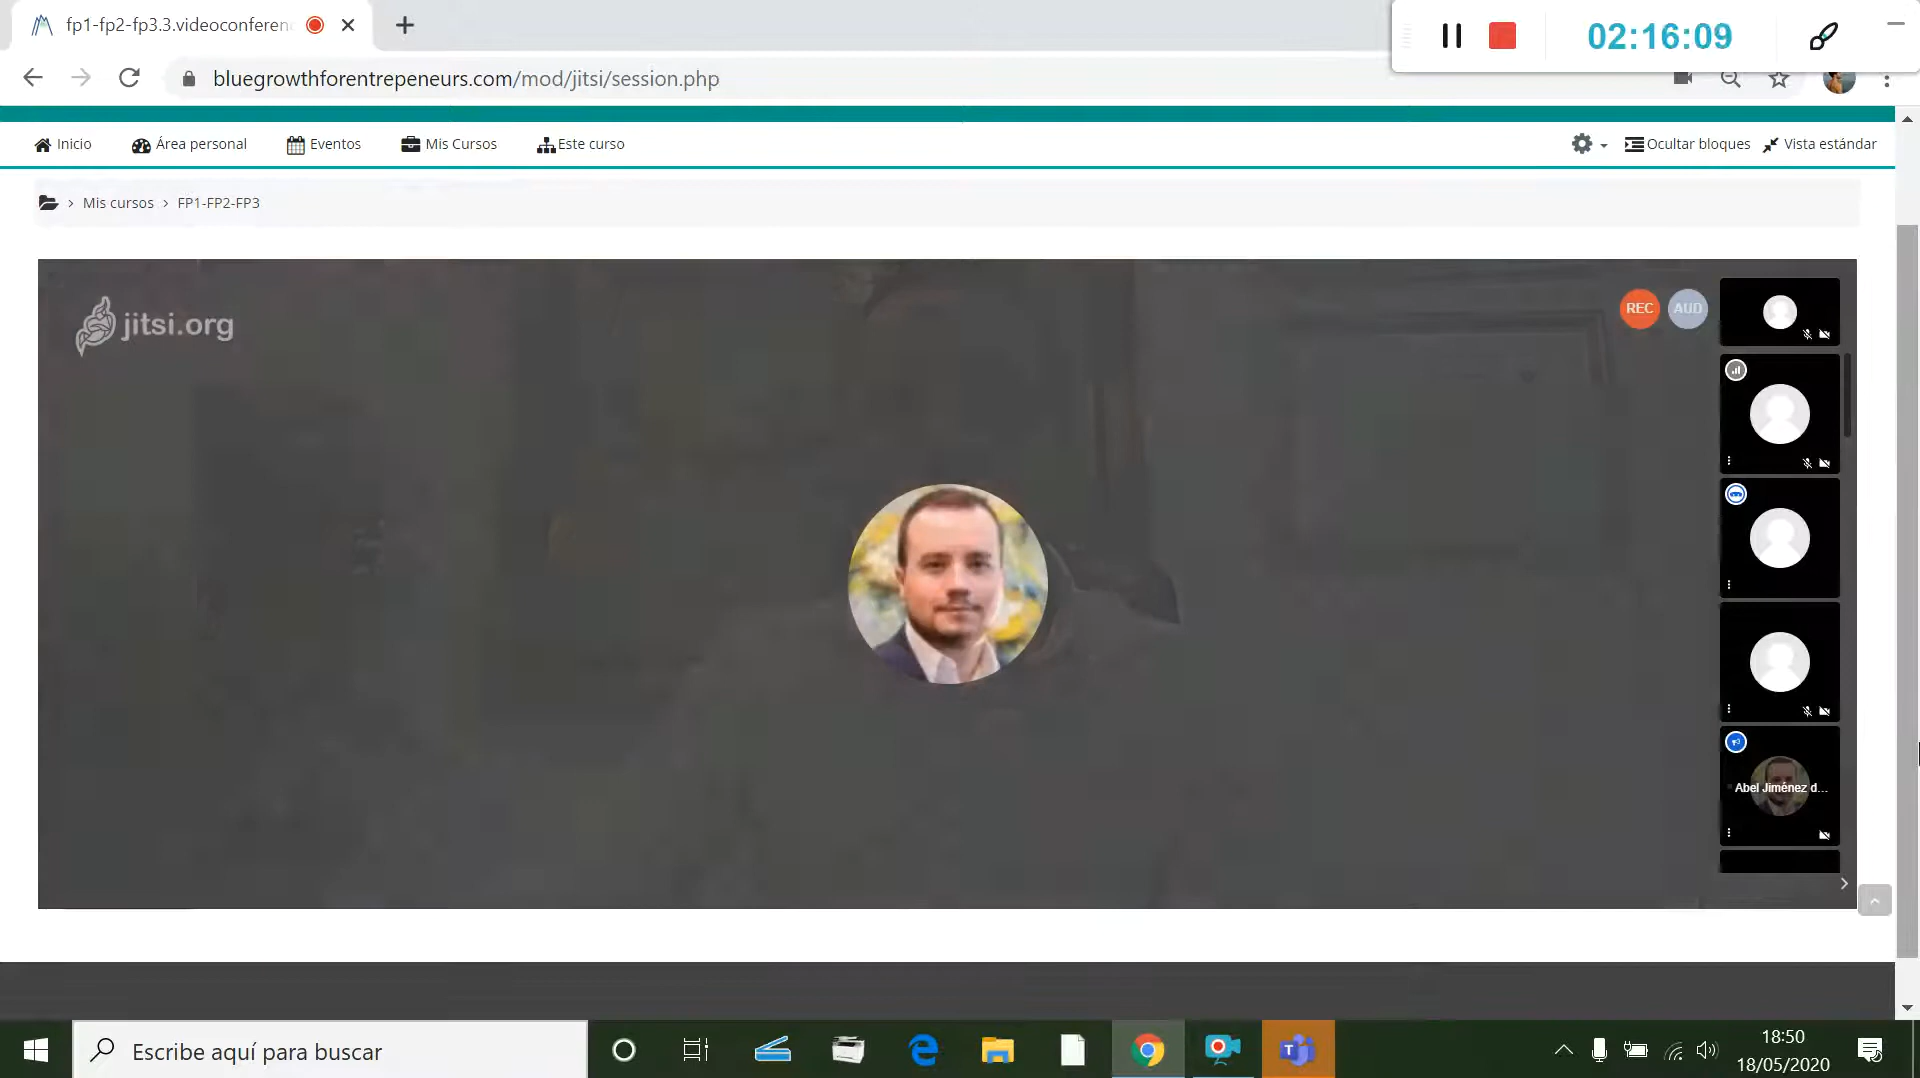 fp1-fp2-fp3.3.videoconferen
02:16:09
bluegrowthforentrepeneurs.com/mod/jitsi/session.php
Inicio
Área personal
Eventos
Mis Cursos
Este curso
Ocultar bloques
Vista estándar
Mis cursos
FP1-FP2-FP3
jitsi.org
REC
AUD
Abel Jiménez d...
Escribe aquí para buscar
18:50
18/05/2020